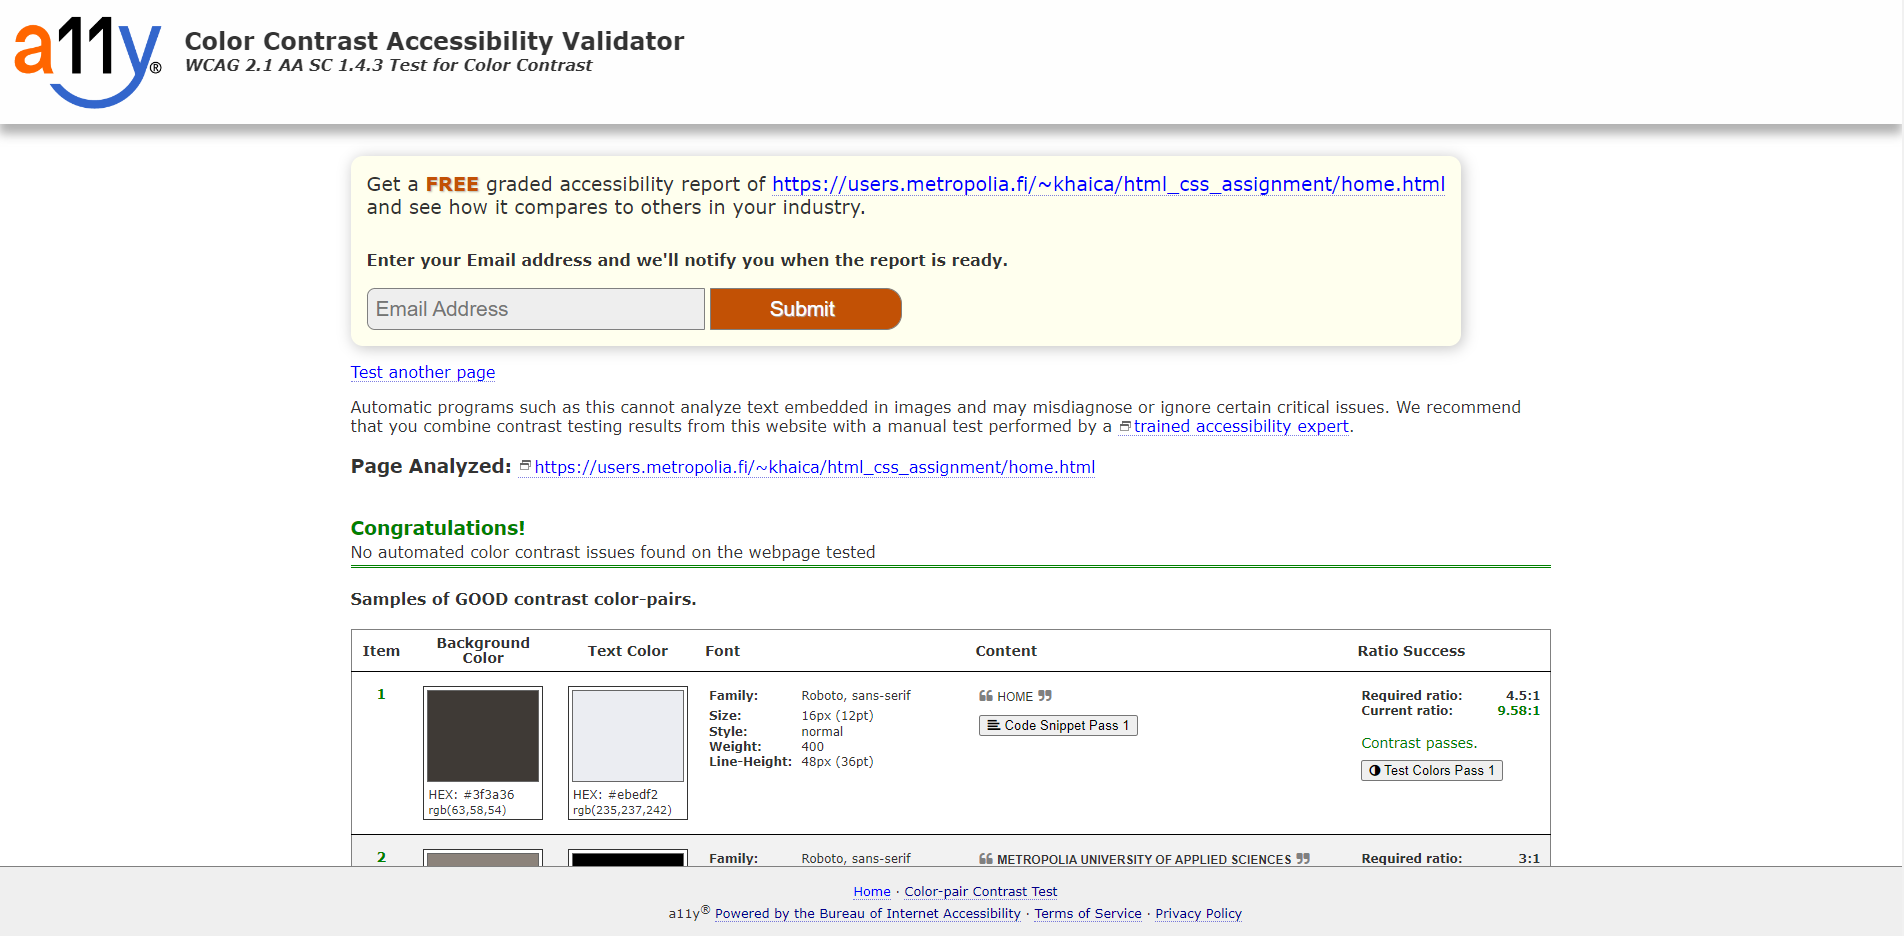 a11y®
Color Contrast Accessibility Validator
WCAG 2.1 AA SC 1.4.3 Test for Color Contrast
Get a FREE graded accessibility report of https://users.metropolia.fi/~khaica/html_css_assignment/home.html
and see how it compares to others in your industry.
Enter your Email address and we'll notify you when the report is ready.
Email Address Submit
Test another page
Automatic programs such as this cannot analyze text embedded in images and may misdiagnose or ignore certain critical issues. We recommend
that you combine contrast testing results from this website with a manual test performed by a trained accessibility expert.
Page Analyzed: https://users.metropolia.fi/~khaica/html_css_assignment/home.html
Congratulations!
No automated color contrast issues found on the webpage tested
Samples of GOOD contrast color-pairs.
Item Background Color Text Color Font Content Ratio Success
1
HEX: #3f3a36
rgb(63,58,54)
HEX: #ebedf2
rgb(235,237,242)
Family: Roboto, sans-serif
Size: 16px (12pt)
Style: normal
Weight: 400
Line-Height: 48px (36pt)
❝ HOME ❞
Code Snippet Pass 1
Required ratio: 4.5:1
Current ratio: 9.58:1
Contrast passes.
Test Colors Pass 1
2 Family: Roboto, sans-serif ❝ METROPOLIA UNIVERSITY OF APPLIED SCIENCES ❞ Required ratio: 3:1
Home · Color-pair Contrast Test
a11y® Powered by the Bureau of Internet Accessibility · Terms of Service · Privacy Policy